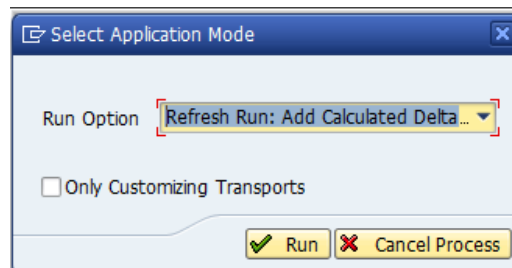 Select Application Mode
Run Option Refresh Run: Add Calculated Delta...
Only Customizing Transports
Run Cancel Process